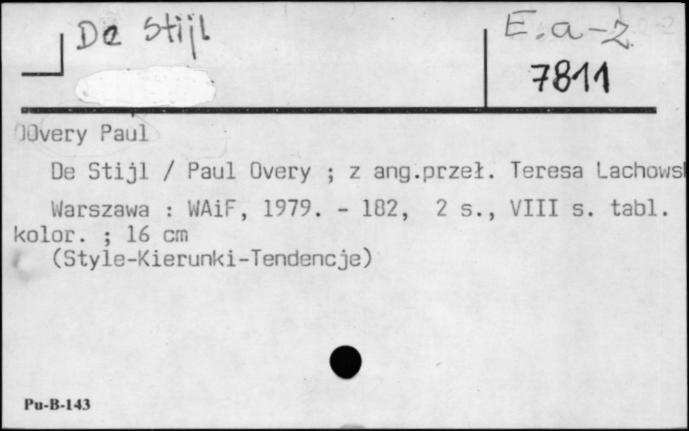 De Stijl
E.a-z
7811
Overy Paul
De Stijl / Paul Overy ; z ang.przeł. Teresa Lachows
Warszawa : WAiF, 1979. - 182, 2 s., VIII s. tabl.
kolor. ; 16 cm
(Style-Kierunki-Tendencje)
Pu-B-143